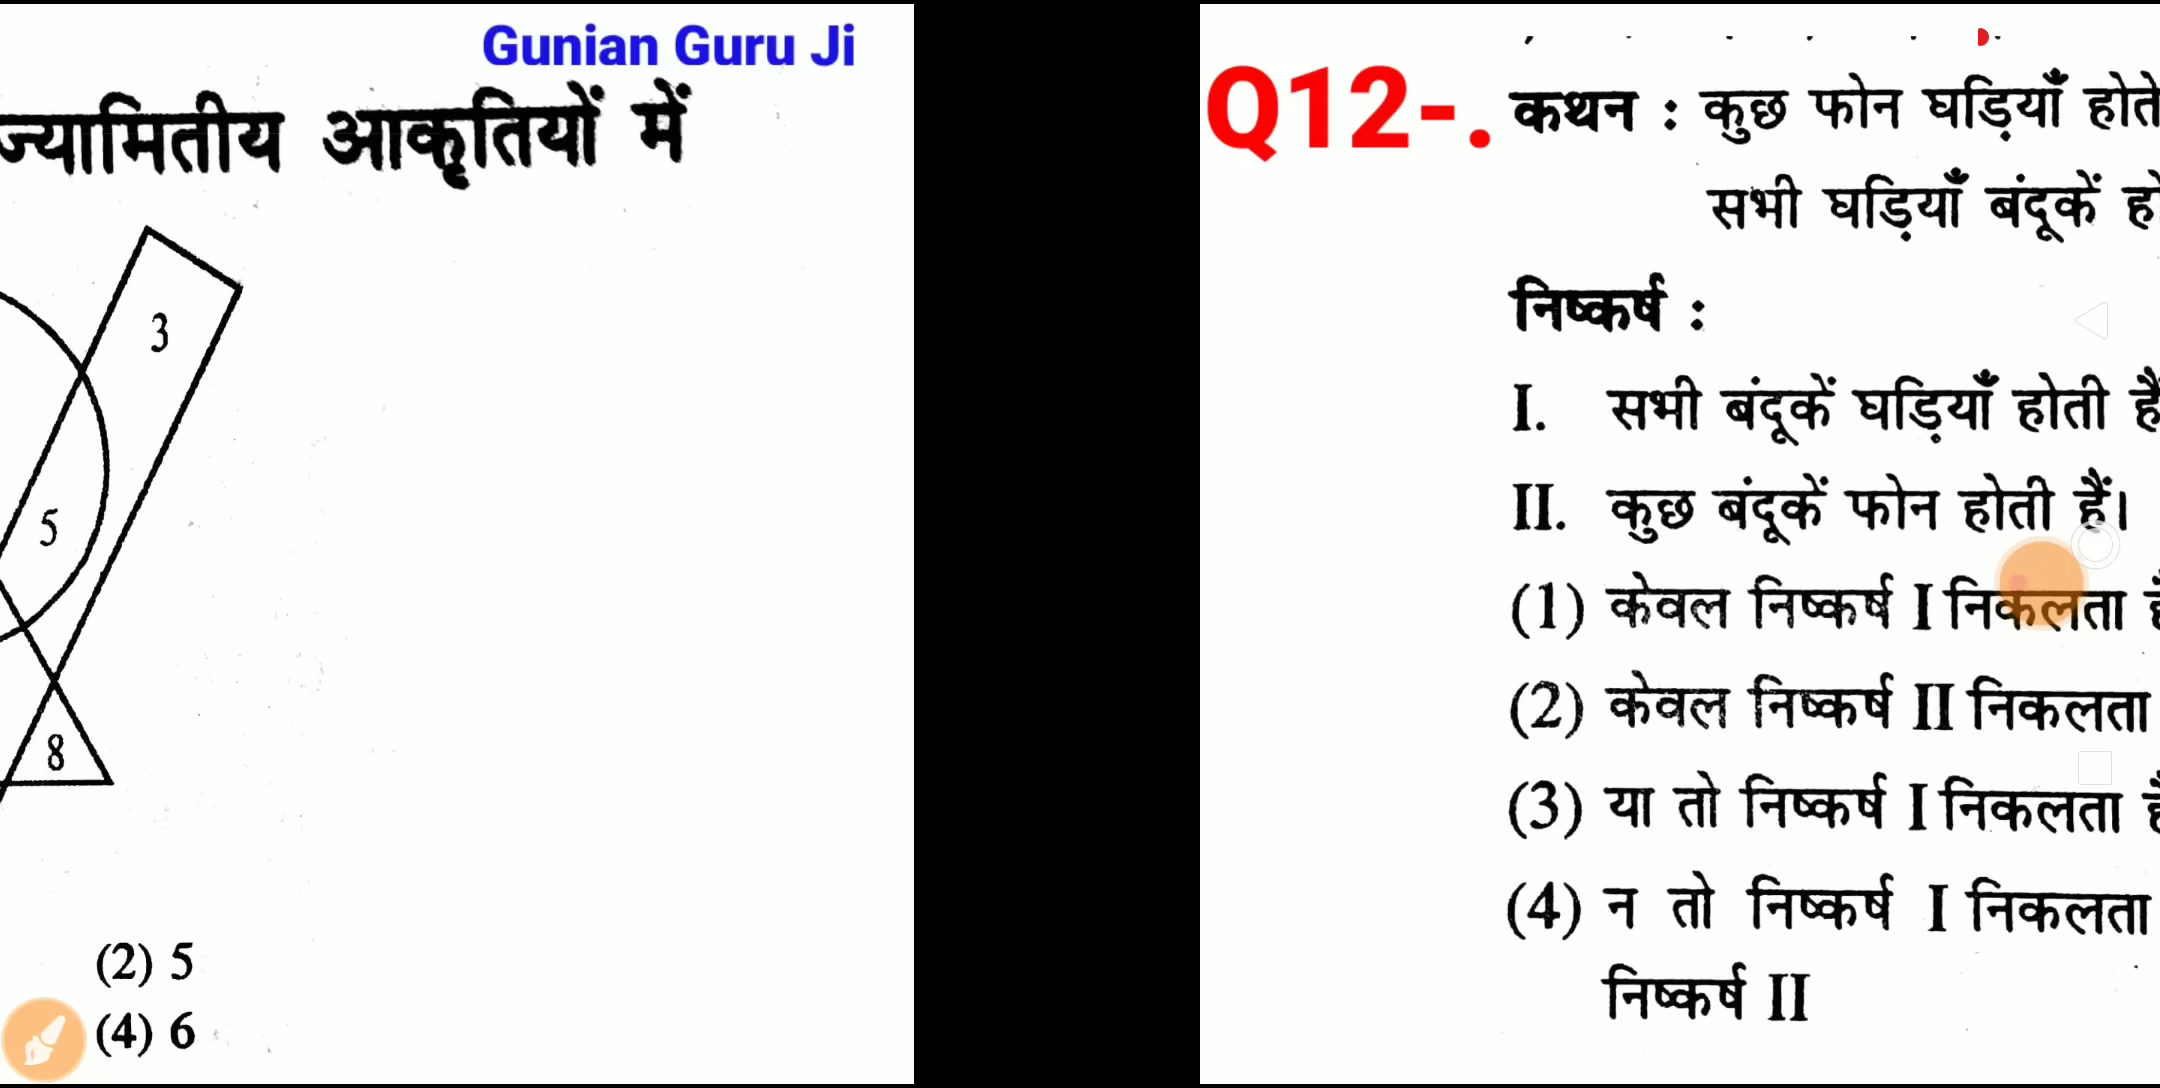 Gunian Guru Ji
ज्यामितीय आकृतियों में
3
5
8
(2) 5
(4) 6
Q12-. कथन : कुछ फोन घड़ियाँ होते
सभी घड़ियाँ बंदूकें हो
निष्कर्ष :
I. सभी बंदूकें घड़ियाँ होती हैं
II. कुछ बंदूकें फोन होती हैं।
(1) केवल निष्कर्ष I निकलता
(2) केवल निष्कर्ष II निकलता
(3) या तो निष्कर्ष I निकलता
(4) न तो निष्कर्ष I निकलता
निष्कर्ष II